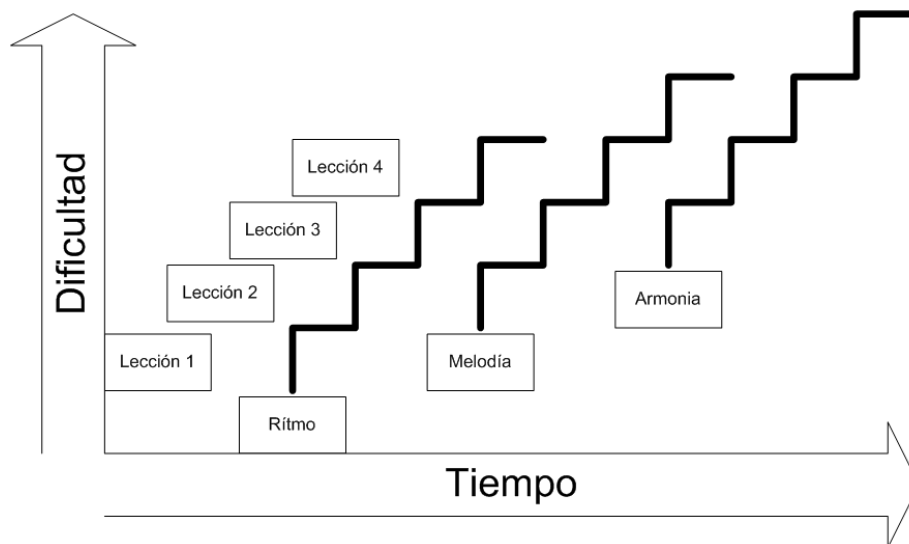 Dificultad
Lección 4
Lección 3
Lección 2
Lección 1
Armonia
Melodía
Rítmo
Tiempo